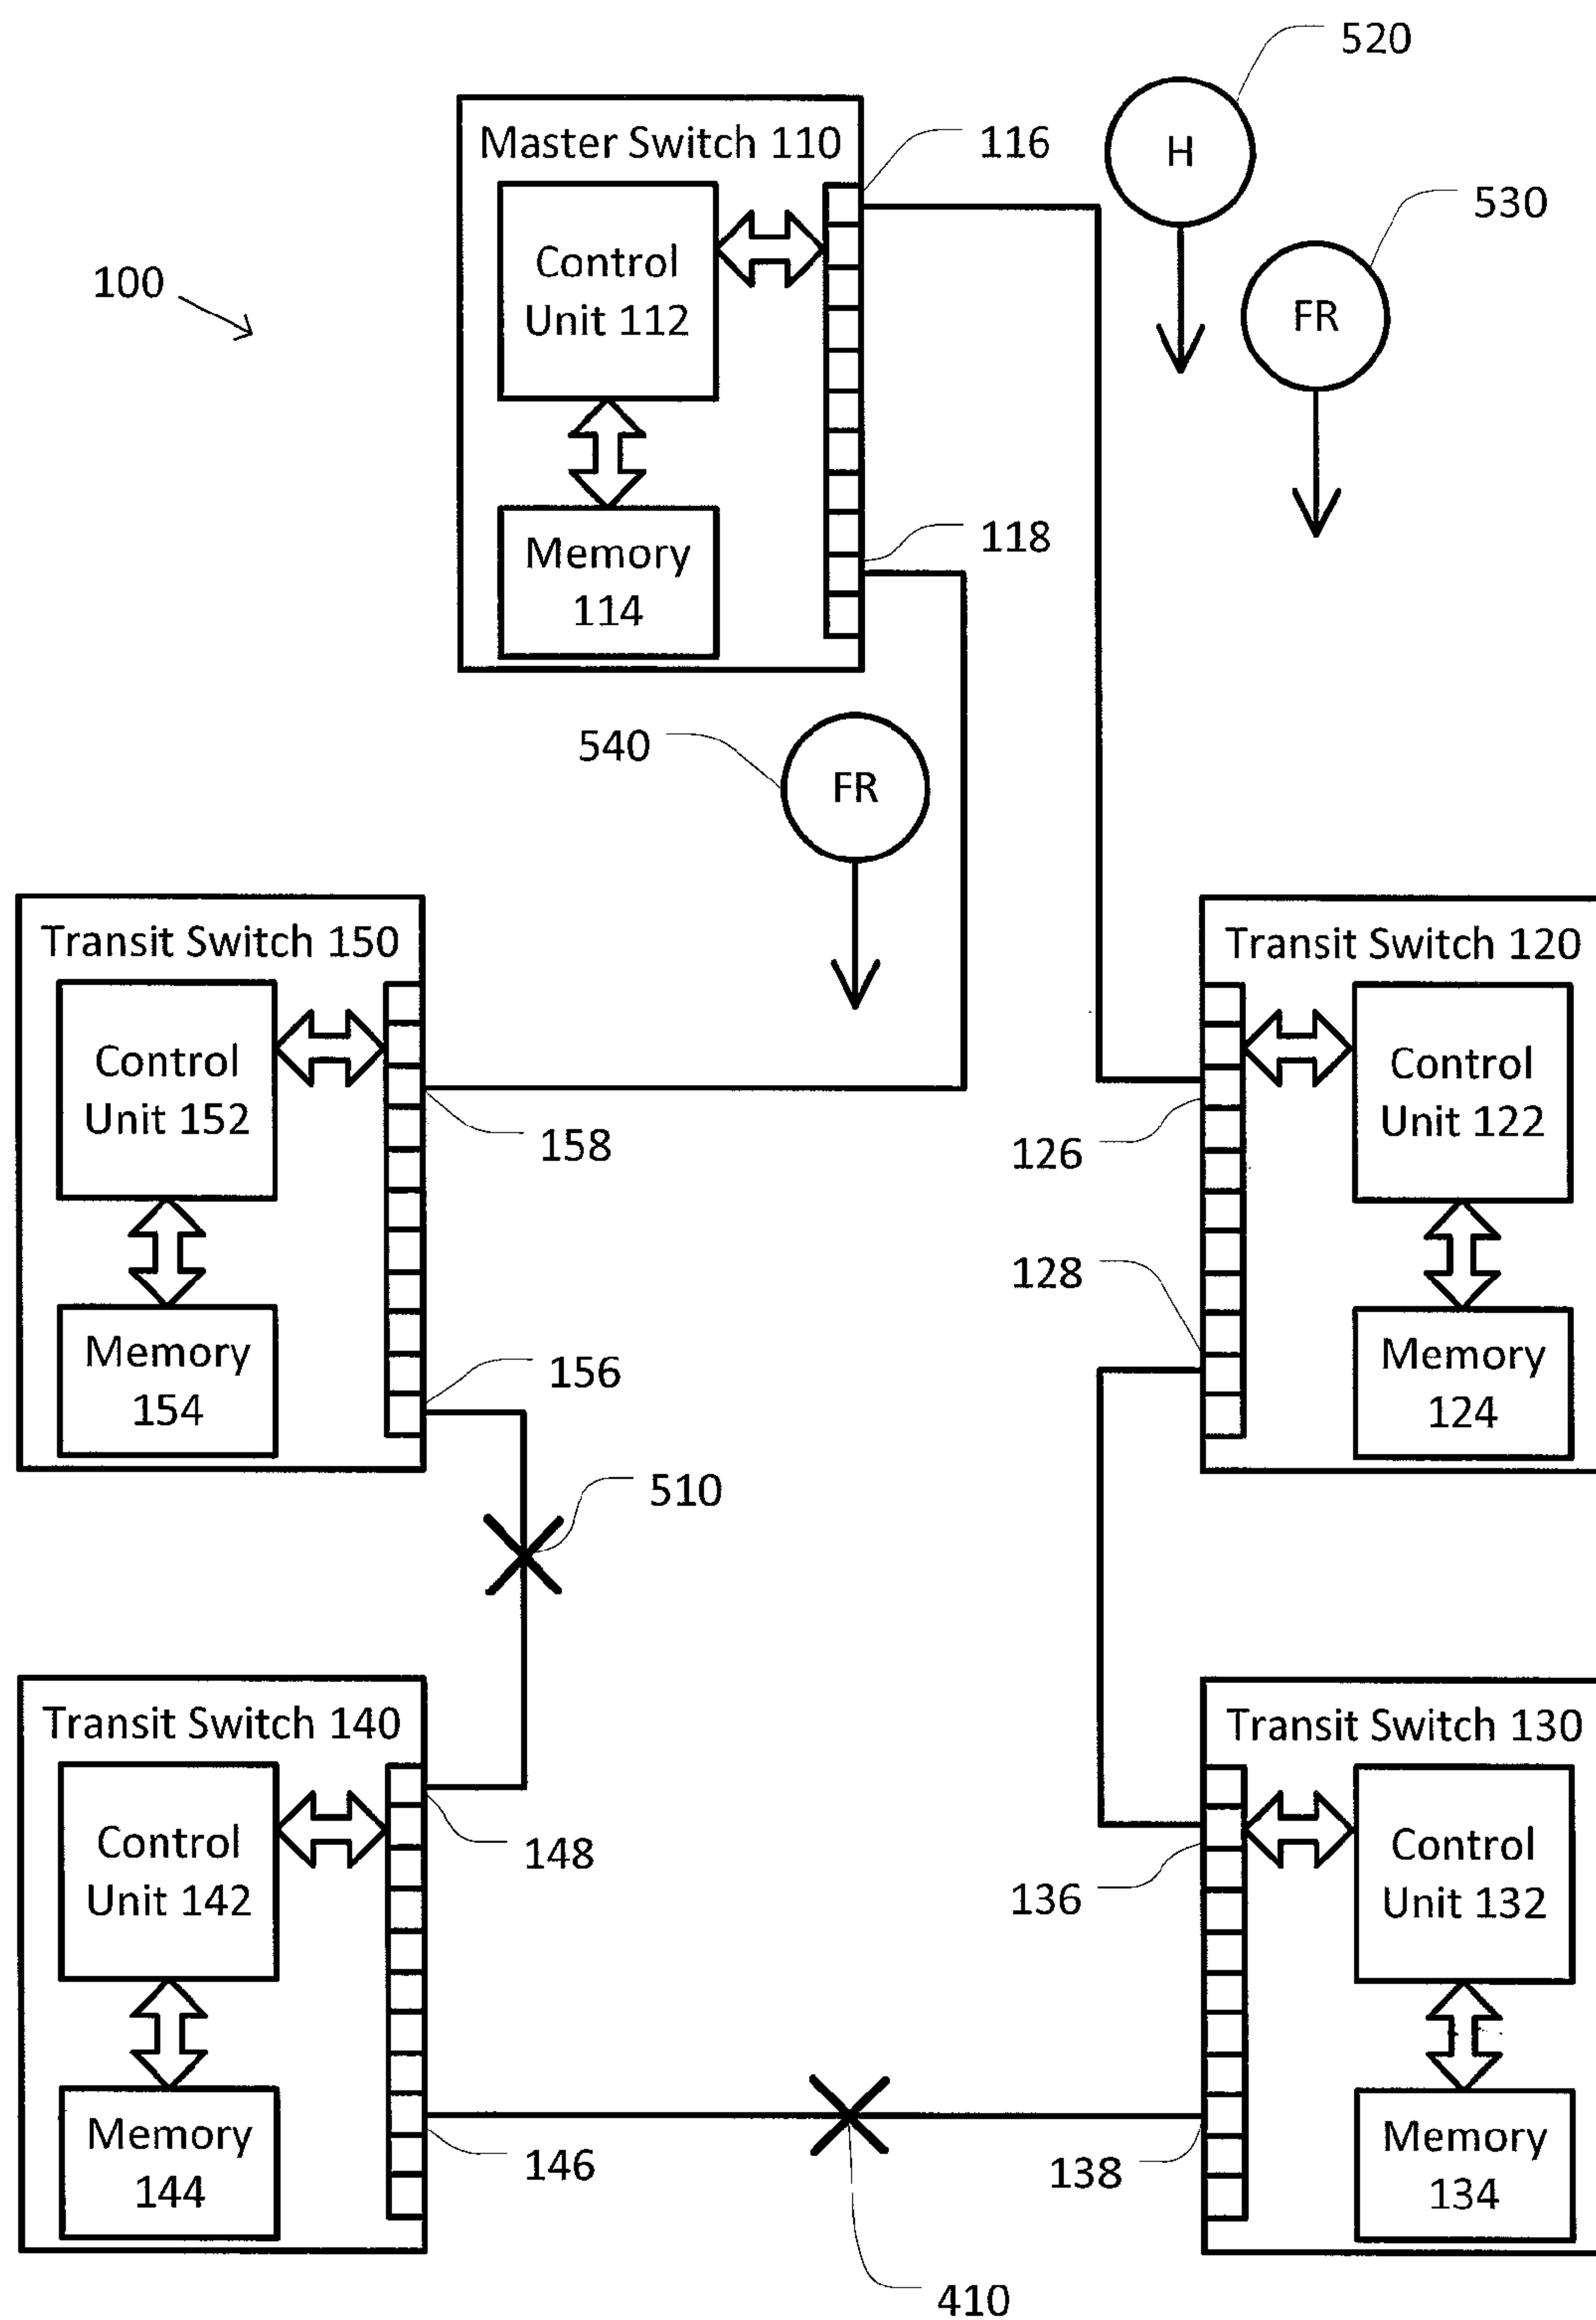 520
Master Switch 110
116
H
530
100
Control
Unit 112
FR
118
Memory
114
540
FR
Transit Switch 150
Transit Switch 120
Control
Unit 152
Control
Unit 122
158
126
128
156
Memory
154
Memory
124
510
Transit Switch 140
Transit Switch 130
Control
Unit 142
148
Control
Unit 132
136
Memory
144
146
138
Memory
134
410